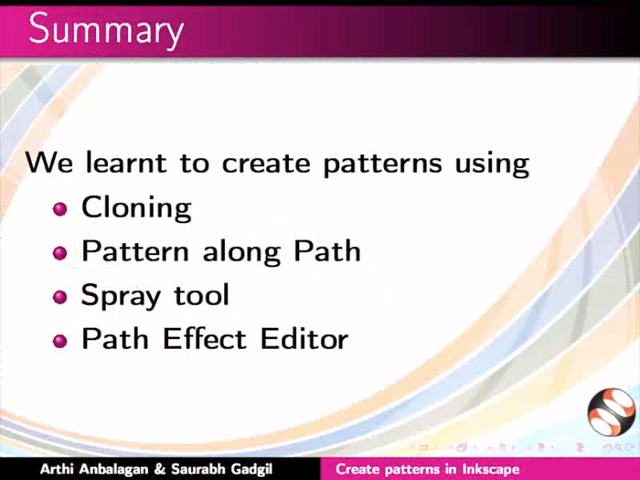 Summary
We learnt to create patterns using
Cloning
Pattern along Path
Spray tool
Path Effect Editor
Arthi Anbalagan & Saurabh Gadgil
Create patterns in Inkscape